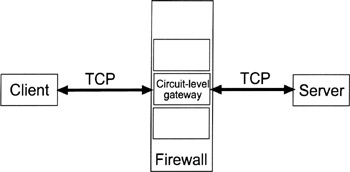 Client
TCP
Circuit-level
gateway
TCP
Server
Firewall